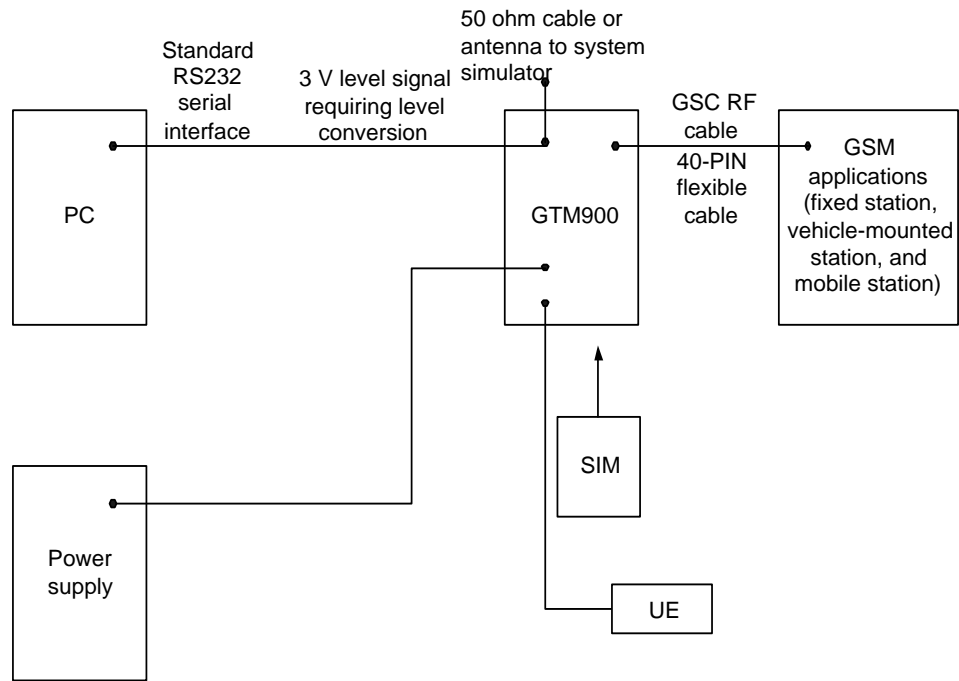 50 ohm cable or
antenna to system
simulator
Standard
RS232
serial
interface
3 V level signal
requiring level
conversion
GSC RF
cable
40-PIN
flexible
cable
PC
GTM900
GSM
applications
(fixed station,
vehicle-mounted
station, and
mobile station)
SIM
Power
supply
UE